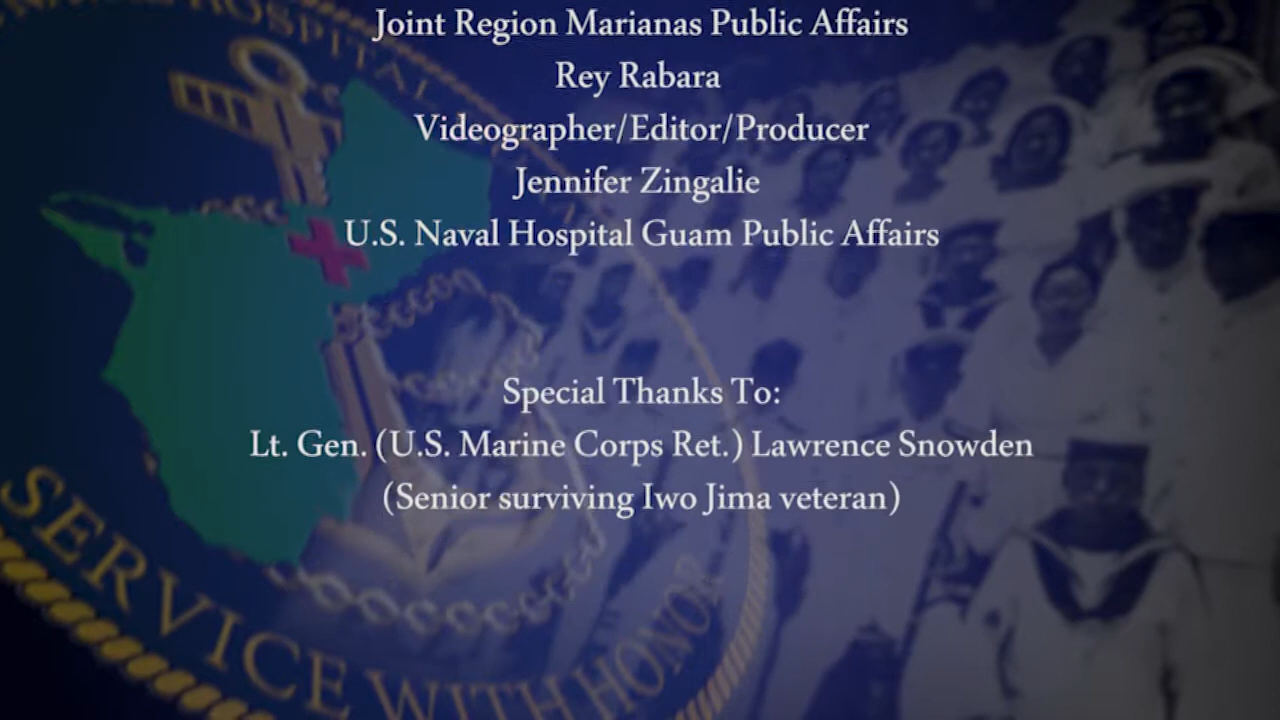 HOSPITAL
Joint Region Marianas Public Affairs
Rey Rabara
Videographer/Editor/Producer
Jennifer Zingalie
U.S. Naval Hospital Guam Public Affairs
Special Thanks To:
Lt. Gen. (U.S. Marine Corps Ret.) Lawrence Snowden
(Senior surviving Iwo Jima veteran)
SERVICE WITH HONOR